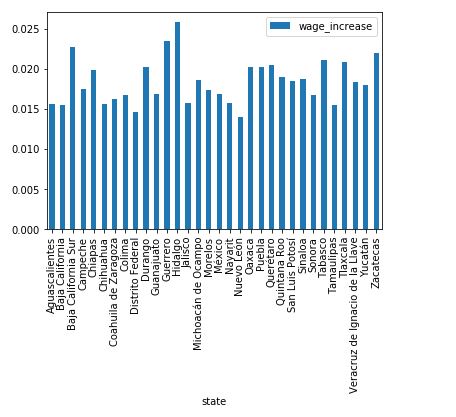 wage_increase
0.025
0.020
0.015
0.010
0.005
0.000
Aguascalientes
Baja California
Baja California Sur
Campeche
Chiapas
Chihuahua
Coahuila de Zaragoza
Colima
Distrito Federal
Durango
Guanajuato
Guerrero
Hidalgo
Jalisco
Michoacán de Ocampo
Morelos
México
Nayarit
Nuevo León
Oaxaca
Puebla
Querétaro
Quintana Roo
San Luis Potosí
Sinaloa
Sonora
Tabasco
Tamaulipas
Tlaxcala
Veracruz de Ignacio de la Llave
Yucatán
Zacatecas
state